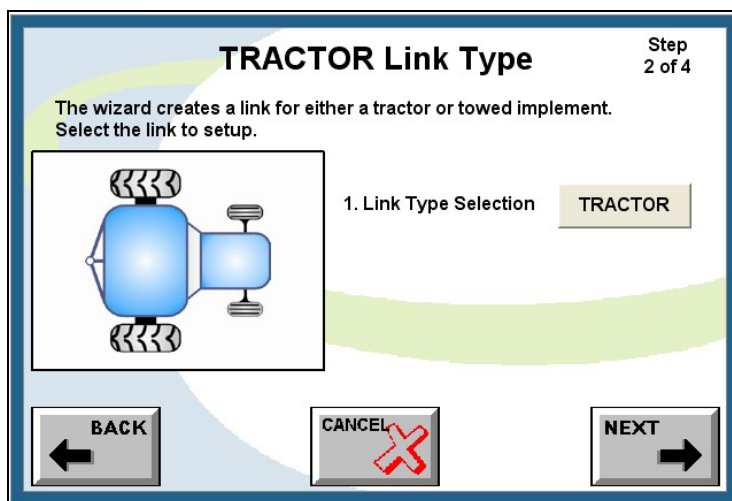 TRACTOR Link Type
Step
2 of 4
The wizard creates a link for either a tractor or towed implement.
Select the link to setup.
1. Link Type Selection
TRACTOR
BACK
CANCEL
NEXT